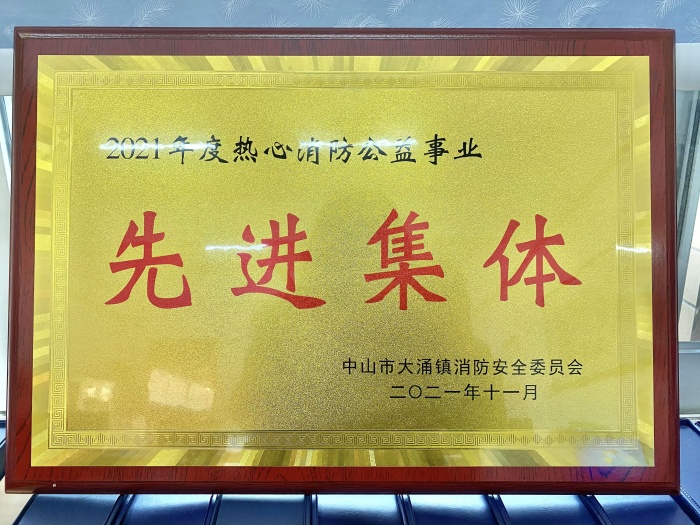 2021年度热心消防公益事业
先进集体
中山市大涌镇消防安全委员会
二〇二一年十一月